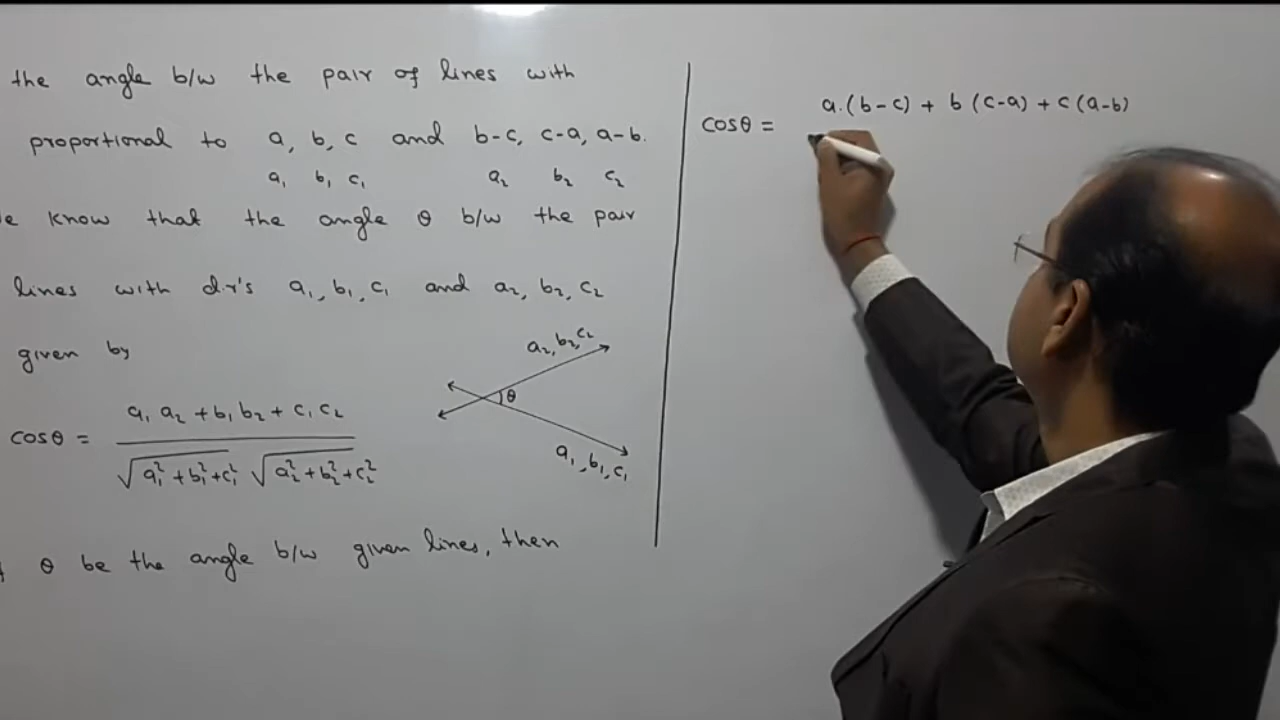 the angle b/w the pair of lines with
proportional to a, b, c and b-c, c-a, a-b.
a₁ b₁ c₁ a₂ b₂ c₂
know that the angle θ b/w the pair
lines with d.r's a₁, b₁, c₁ and a₂, b₂, c₂
given by
a₂, b₂, c₂
θ
a₁, b₁, c₁
a₁ a₂ + b₁ b₂ + c₁ c₂
cosθ =
√a₁² + b₁² + c₁² √a₂² + b₂² + c₂²
θ be the angle b/w given lines, then
a.(b-c) + b (c-a) + c (a-b)
cosθ =